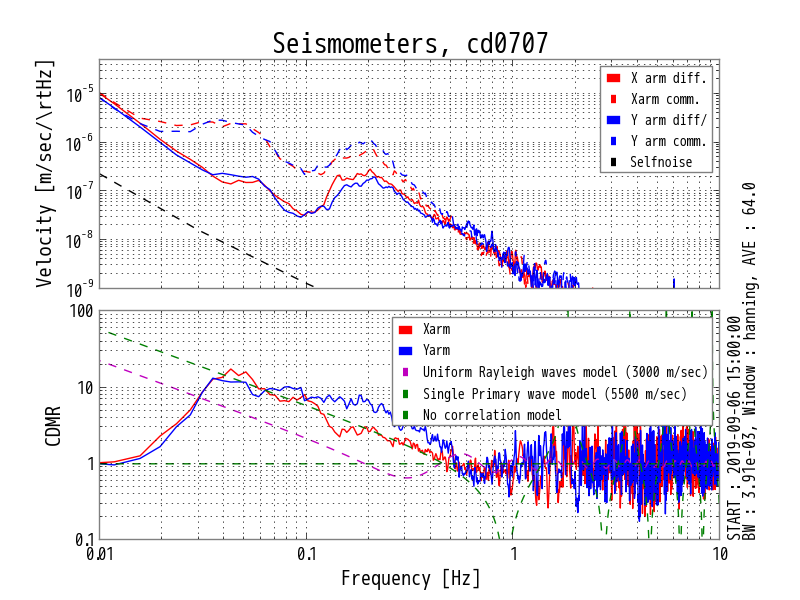 Seismometers, cd0707
Velocity [m/sec/\rtHz]
10^-5
10^-6
10^-7
10^-8
10^-9
X arm diff.
Xarm comm.
Y arm diff/
Y arm comm.
Selfnoise
CDMR
100
10
1
0.1
Xarm
Yarm
Uniform Rayleigh waves model (3000 m/sec)
Single Primary wave model (5500 m/sec)
No correlation model
0.01
0.1
1
10
Frequency [Hz]
START : 2019-09-06 15:00:00
BW : 3.91e-03, Window : hanning, AVE : 64.0